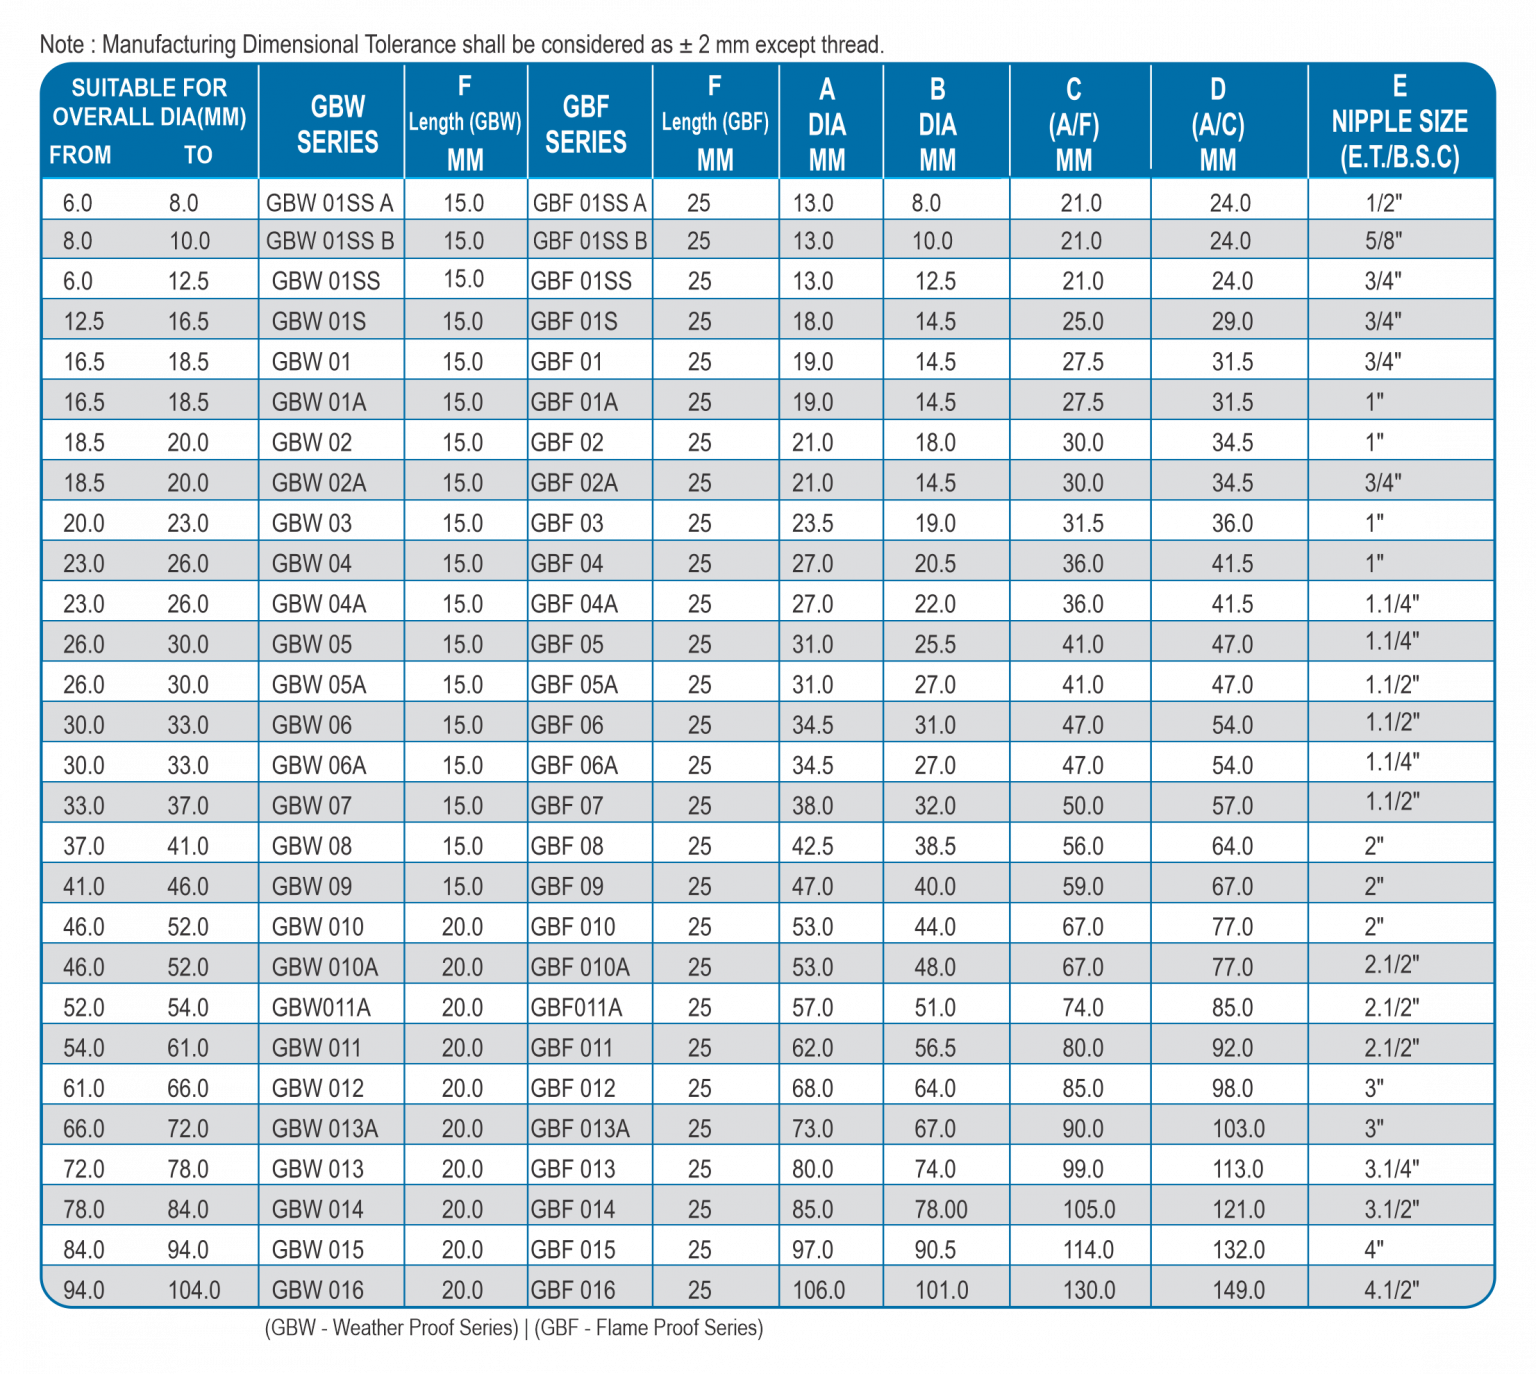 Note : Manufacturing Dimensional Tolerance shall be considered as ± 2 mm except thread.
SUITABLE FOR OVERALL DIA(MM) FROM TO GBW SERIES F Length (GBW) MM GBF SERIES F Length (GBF) MM A DIA MM B DIA MM C (A/F) MM D (A/C) MM E NIPPLE SIZE (E.T./B.S.C)
6.0 8.0 GBW 01SS A 15.0 GBF 01SS A 25 13.0 8.0 21.0 24.0 1/2"
8.0 10.0 GBW 01SS B 15.0 GBF 01SS B 25 13.0 10.0 21.0 24.0 5/8"
6.0 12.5 GBW 01SS 15.0 GBF 01SS 25 13.0 12.5 21.0 24.0 3/4"
12.5 16.5 GBW 01S 15.0 GBF 01S 25 18.0 14.5 25.0 29.0 3/4"
16.5 18.5 GBW 01 15.0 GBF 01 25 19.0 14.5 27.5 31.5 3/4"
16.5 18.5 GBW 01A 15.0 GBF 01A 25 19.0 14.5 27.5 31.5 1"
18.5 20.0 GBW 02 15.0 GBF 02 25 21.0 18.0 30.0 34.5 1"
18.5 20.0 GBW 02A 15.0 GBF 02A 25 21.0 14.5 30.0 34.5 3/4"
20.0 23.0 GBW 03 15.0 GBF 03 25 23.5 19.0 31.5 36.0 1"
23.0 26.0 GBW 04 15.0 GBF 04 25 27.0 20.5 36.0 41.5 1"
23.0 26.0 GBW 04A 15.0 GBF 04A 25 27.0 22.0 36.0 41.5 1.1/4"
26.0 30.0 GBW 05 15.0 GBF 05 25 31.0 25.5 41.0 47.0 1.1/4"
26.0 30.0 GBW 05A 15.0 GBF 05A 25 31.0 27.0 41.0 47.0 1.1/2"
30.0 33.0 GBW 06 15.0 GBF 06 25 34.5 31.0 47.0 54.0 1.1/2"
30.0 33.0 GBW 06A 15.0 GBF 06A 25 34.5 27.0 47.0 54.0 1.1/4"
33.0 37.0 GBW 07 15.0 GBF 07 25 38.0 32.0 50.0 57.0 1.1/2"
37.0 41.0 GBW 08 15.0 GBF 08 25 42.5 38.5 56.0 64.0 2"
41.0 46.0 GBW 09 15.0 GBF 09 25 47.0 40.0 59.0 67.0 2"
46.0 52.0 GBW 010 20.0 GBF 010 25 53.0 44.0 67.0 77.0 2"
46.0 52.0 GBW 010A 20.0 GBF 010A 25 53.0 48.0 67.0 77.0 2.1/2"
52.0 54.0 GBW011A 20.0 GBF011A 25 57.0 51.0 74.0 85.0 2.1/2"
54.0 61.0 GBW 011 20.0 GBF 011 25 62.0 56.5 80.0 92.0 2.1/2"
61.0 66.0 GBW 012 20.0 GBF 012 25 68.0 64.0 85.0 98.0 3"
66.0 72.0 GBW 013A 20.0 GBF 013A 25 73.0 67.0 90.0 103.0 3"
72.0 78.0 GBW 013 20.0 GBF 013 25 80.0 74.0 99.0 113.0 3.1/4"
78.0 84.0 GBW 014 20.0 GBF 014 25 85.0 78.00 105.0 121.0 3.1/2"
84.0 94.0 GBW 015 20.0 GBF 015 25 97.0 90.5 114.0 132.0 4"
94.0 104.0 GBW 016 20.0 GBF 016 25 106.0 101.0 130.0 149.0 4.1/2"
(GBW - Weather Proof Series) | (GBF - Flame Proof Series)